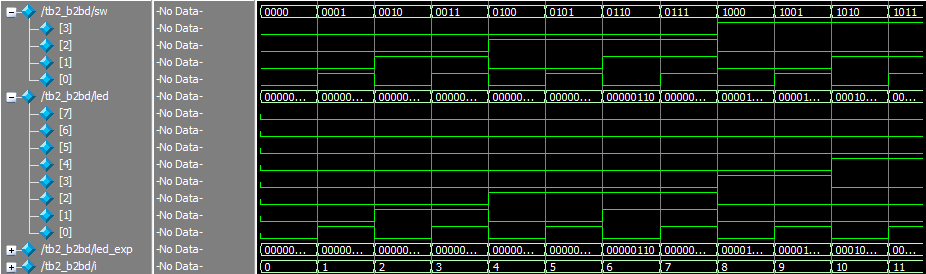 /tb2_b2bd/sw -No Data- 0000 0001 0010 0011 0100 0101 0110 0111 1000 1001 1010 1011
[3] -No Data-
[2] -No Data-
[1] -No Data-
[0] -No Data-
/tb2_b2bd/led -No Data- 00000... 00000... 00000... 00000... 00000... 00000... 00000110 00000... 00001... 00001... 00010... 00...
[7] -No Data-
[6] -No Data-
[5] -No Data-
[4] -No Data-
[3] -No Data-
[2] -No Data-
[1] -No Data-
[0] -No Data-
/tb2_b2bd/led_exp -No Data- 00000... 00000... 00000... 00000... 00000... 00000... 00000110 00000... 00001... 00001... 00010... 00...
/tb2_b2bd/i -No Data- 0 1 2 3 4 5 6 7 8 9 10 11